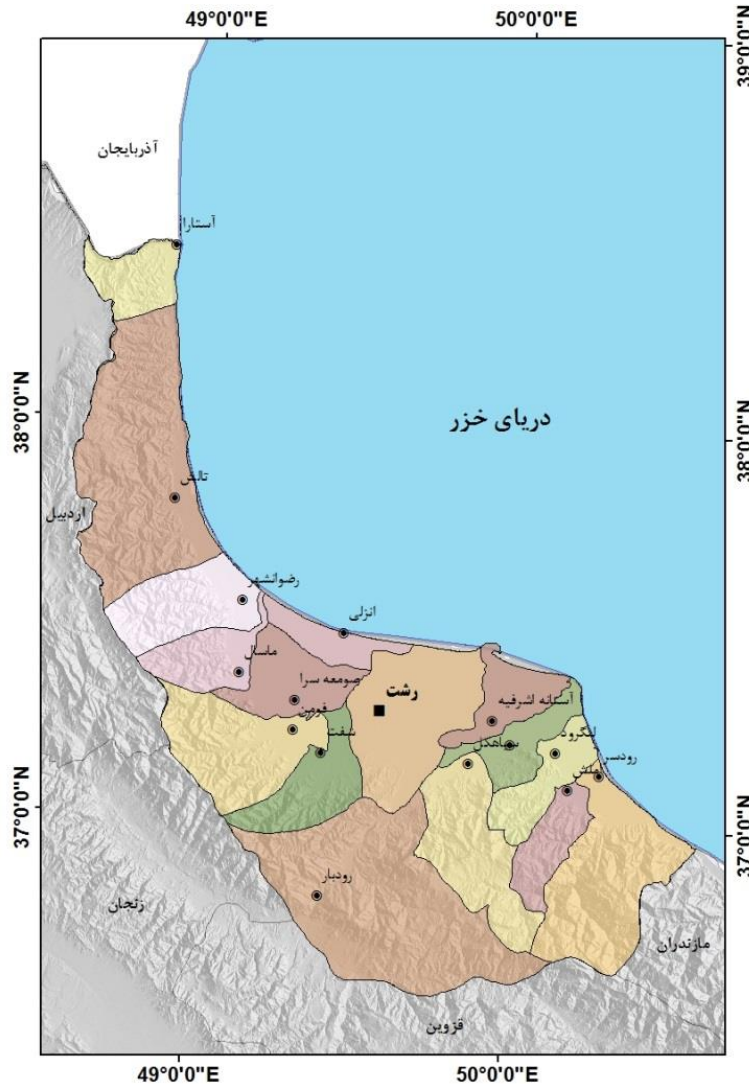 49°0'0"E
50°0'0"E
39°0'0"N
آذربایجان
آستارا
دریای خزر
38°0'0"N
38°0'0"N
تالش
اردبیل
رضوانشهر
انزلی
ماسال
صومعه سرا
رشت
آستانه اشرفیه
فومن
شفت
لنگرود
سیاهکل
رودسر
املش
37°0'0"N
37°0'0"N
رودبار
زنجان
مازندران
قزوین
49°0'0"E
50°0'0"E